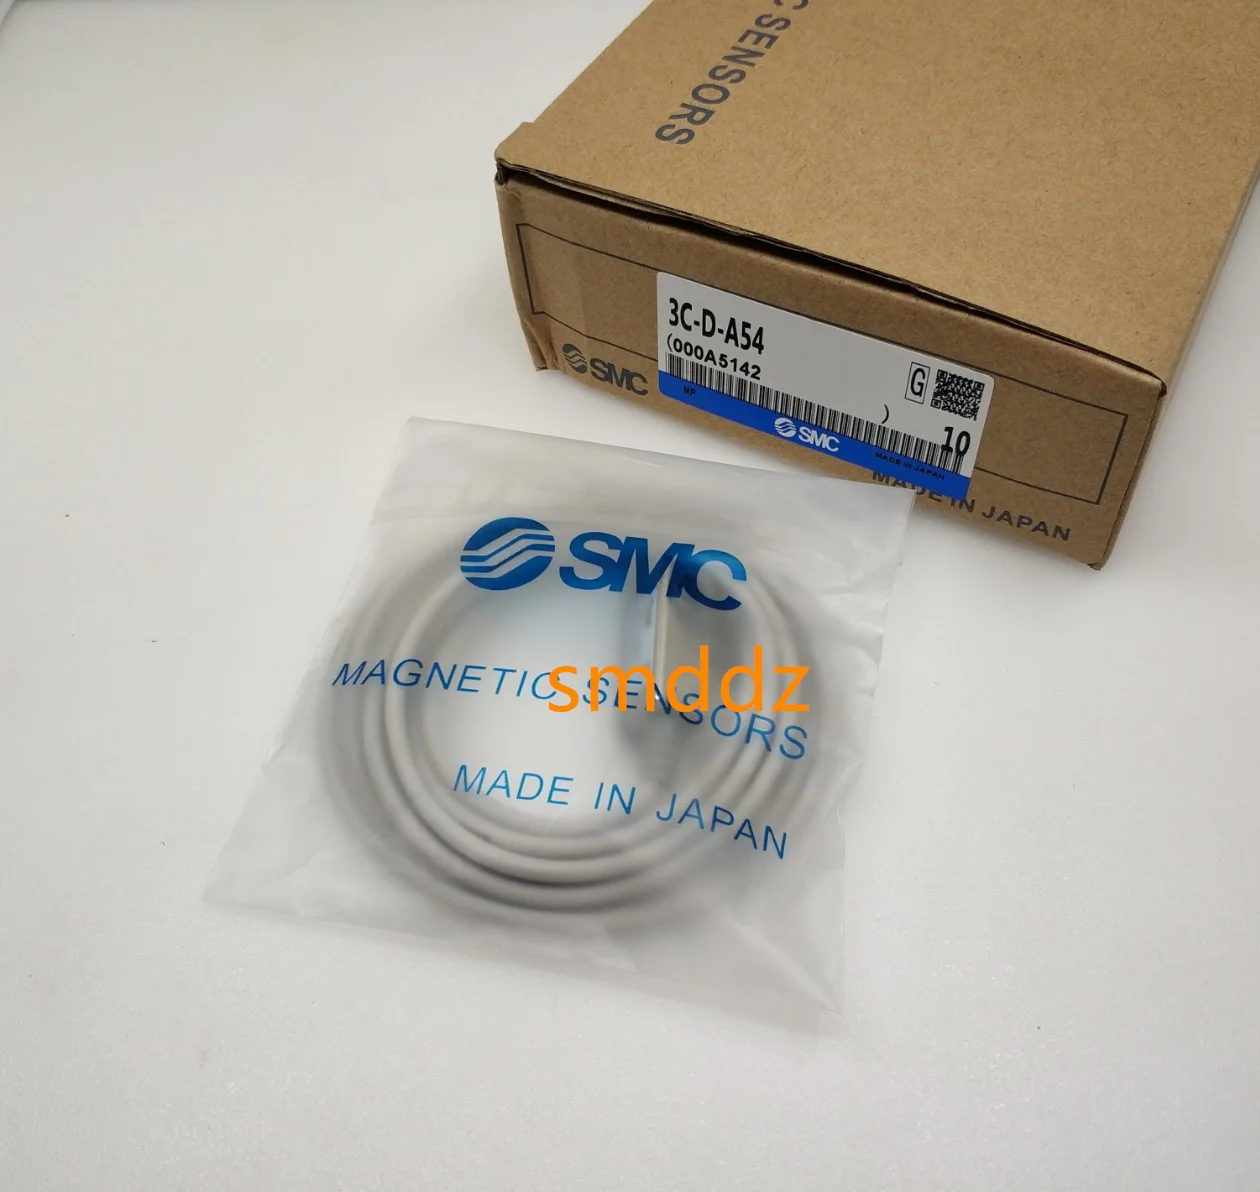 C SENSORS
3C-D-A54
(000A5142
)
G
10
MP
SMC
MADE IN JAPAN
SMC
MADE IN JAPAN
SMC
MAGNETIC SENSORS
smddz
MADE IN JAPAN